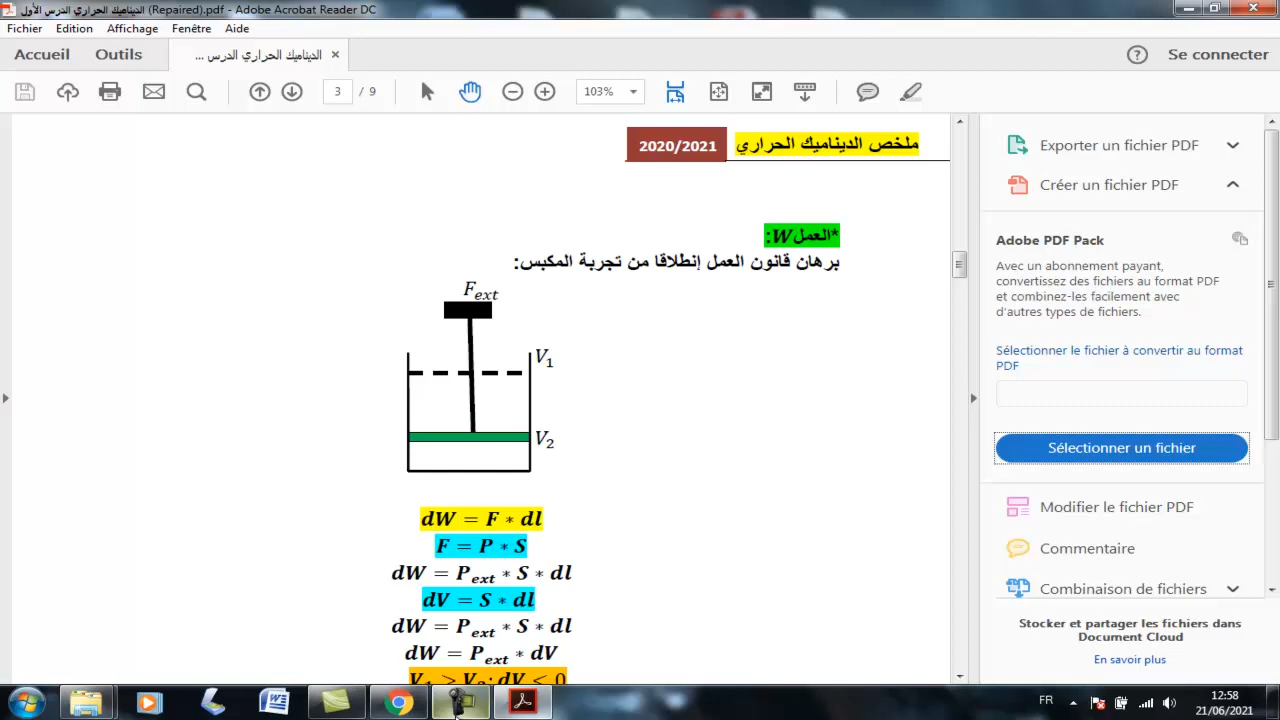 الديناميك الحراري الدرس الأول (Repaired).pdf - Adobe Acrobat Reader DC
Fichier Edition Affichage Fenêtre Aide
Accueil Outils الديناميك الحراري الدرس ... × Se connecter
3 / 9 103%
ملخص الديناميك الحراري 2020/2021
*العمل W:
برهان قانون العمل إنطلاقا من تجربة المكبس:
F_ext
V₁
V₂
dW = F * dl
F = P * S
dW = P_ext * S * dl
dV = S * dl
dW = P_ext * S * dl
dW = P_ext * dV
V₁ > V₂: dV < 0
Exporter un fichier PDF
Créer un fichier PDF
Adobe PDF Pack
Avec un abonnement payant,
convertissez des fichiers au format PDF
et combinez-les facilement avec
d'autres types de fichiers.
Sélectionner le fichier à convertir au format
PDF
Sélectionner un fichier
Modifier le fichier PDF
Commentaire
Combinaison de fichiers
Stocker et partager les fichiers dans
Document Cloud
En savoir plus
FR 12:58
21/06/2021